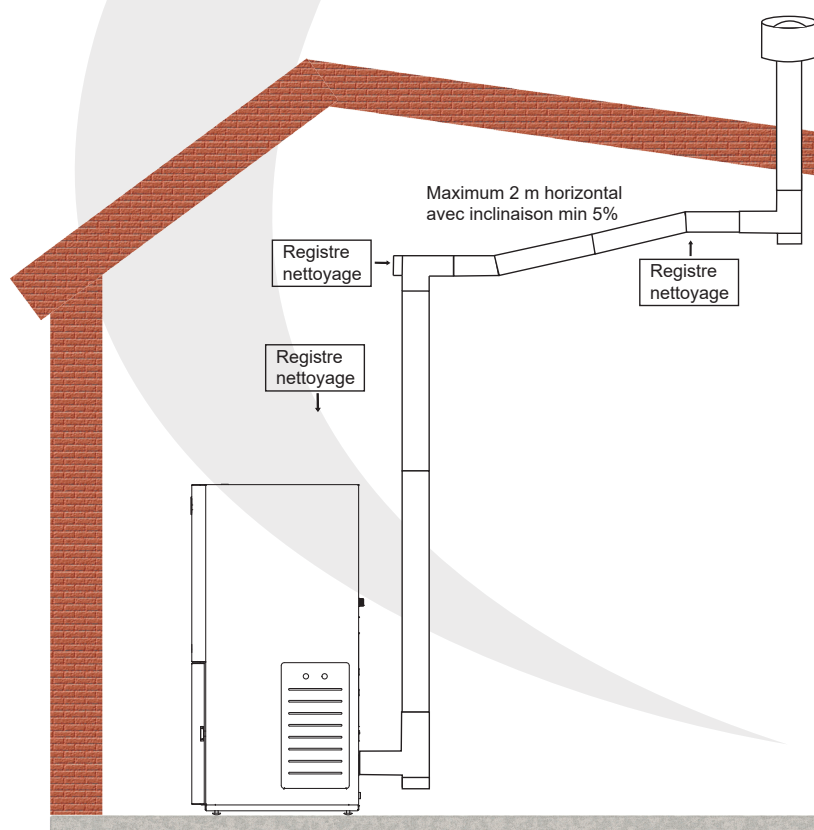 Maximum 2 m horizontal
avec inclinaison min 5%
Registre
nettoyage
Registre
nettoyage
Registre
nettoyage